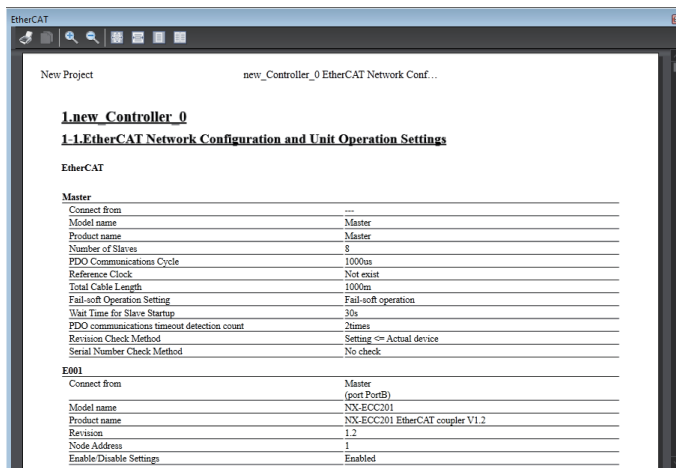 EtherCAT
New Project new_Controller_0 EtherCAT Network Conf…
1.new_Controller_0
1-1.EtherCAT Network Configuration and Unit Operation Settings
EtherCAT
Master
Connect from ---
Model name Master
Product name Master
Number of Slaves 8
PDO Communications Cycle 1000us
Reference Clock Not exist
Total Cable Length 1000m
Fail-soft Operation Setting Fail-soft operation
Wait Time for Slave Startup 30s
PDO communications timeout detection count 2times
Revision Check Method Setting <= Actual device
Serial Number Check Method No check
E001
Connect from Master
(port PortB)
Model name NX-ECC201
Product name NX-ECC201 EtherCAT coupler V1.2
Revision 1.2
Node Address 1
Enable/Disable Settings Enabled